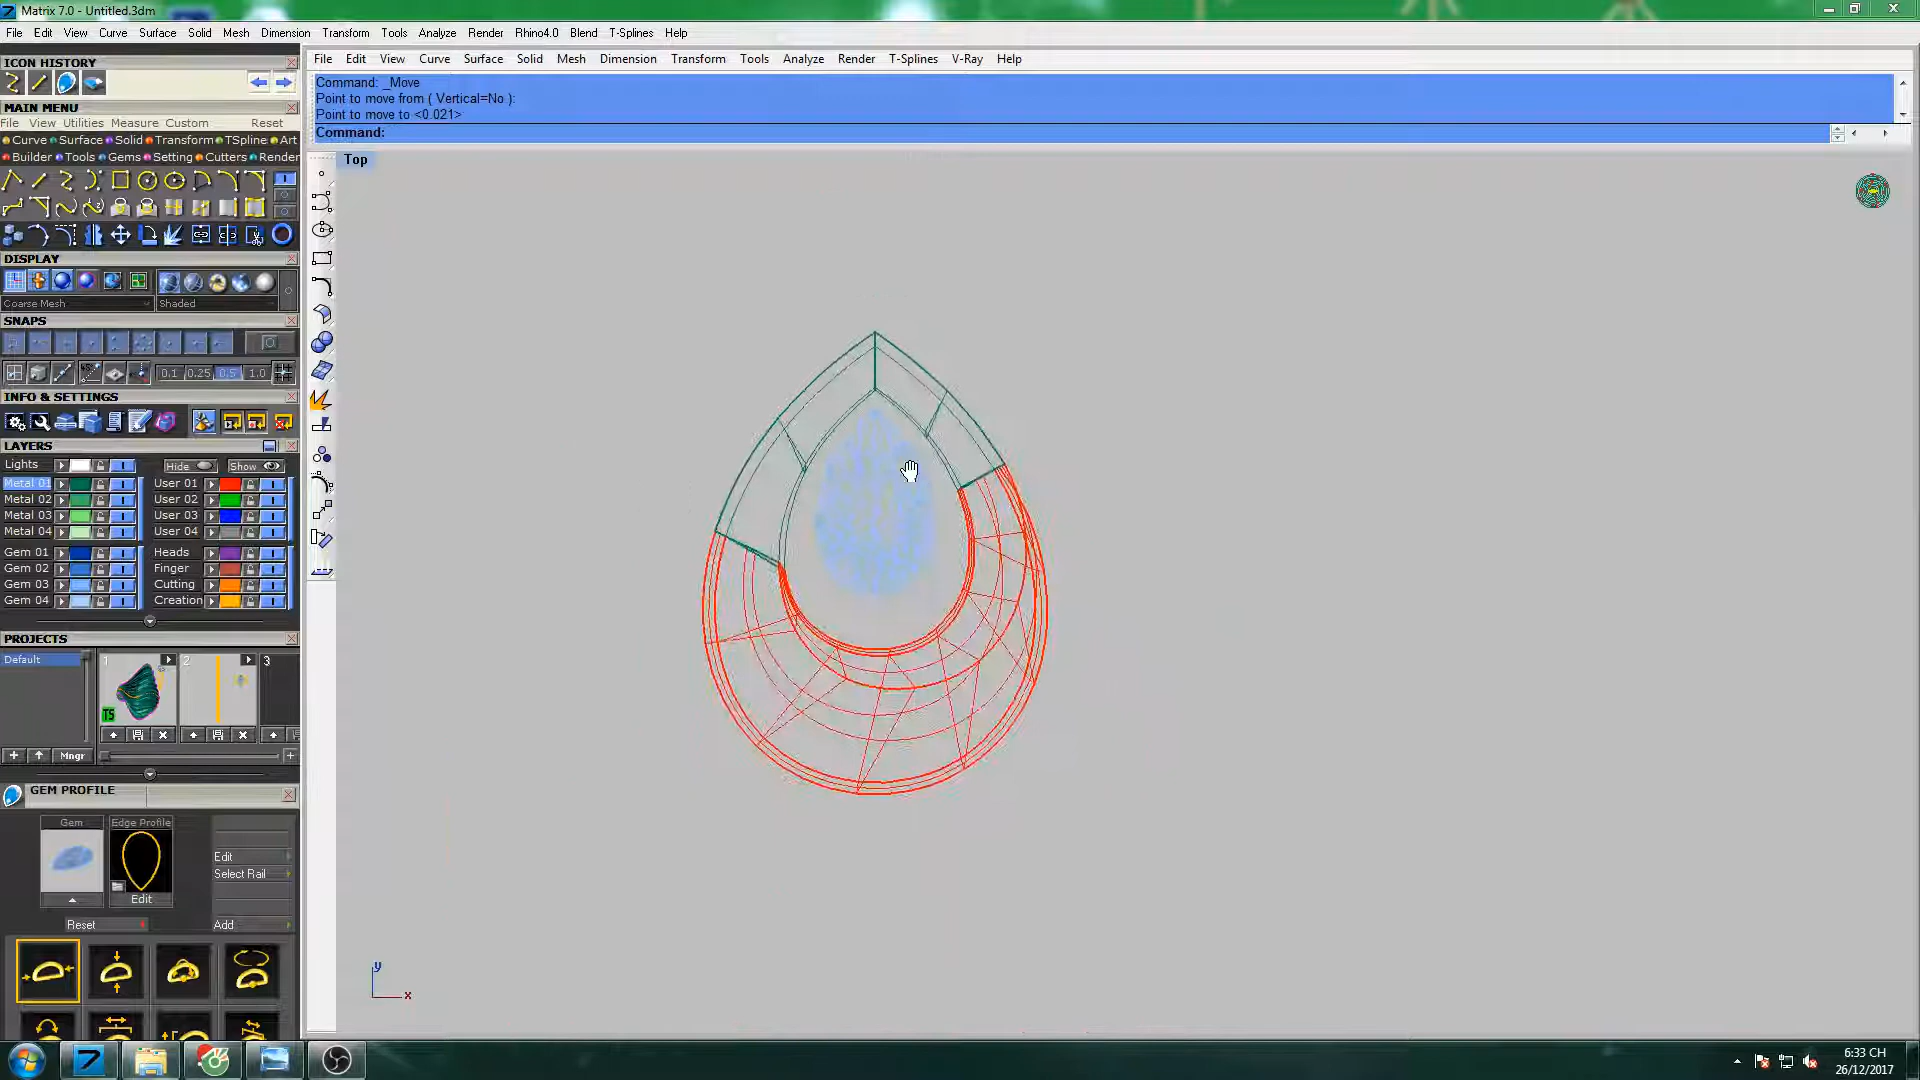 Matrix 7.0 - Untitled.3dm
File Edit View Curve Surface Solid Mesh Dimension Transform Tools Analyze Render Rhino4.0 Blend T-Splines Help
ICON HISTORY
File Edit View Curve Surface Solid Mesh Dimension Transform Tools Analyze Render T-Splines V-Ray Help
Command: _Move
Point to move from ( Vertical=No ):
Point to move to <0.021>
Command:
MAIN MENU
File View Utilities Measure Custom Reset
Curve Surface Solid Transform TSpline Art
Builder Tools Gems Setting Cutters Render
Top
DISPLAY
Coarse Mesh Shaded
SNAPS
0.1 0.25 0.5 1.0
INFO & SETTINGS
LAYERS
Lights Hide Show
Metal 01 User 01
Metal 02 User 02
Metal 03 User 03
Metal 04 User 04
Gem 01 Heads
Gem 02 Finger
Gem 03 Cutting
Gem 04 Creation
PROJECTS
Default 1 2 3
TS
Mngr
GEM PROFILE
Gem Edge Profile
Edit
Select Rail
Edit
Reset Add
y
x
6:33 CH
26/12/2017